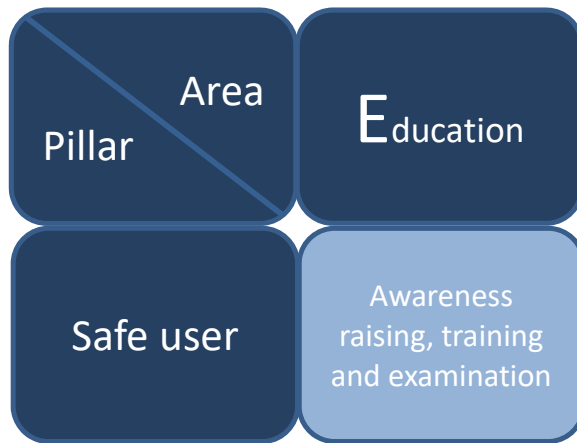 Area
Pillar
Education
Safe user
Awareness
raising, training
and examination